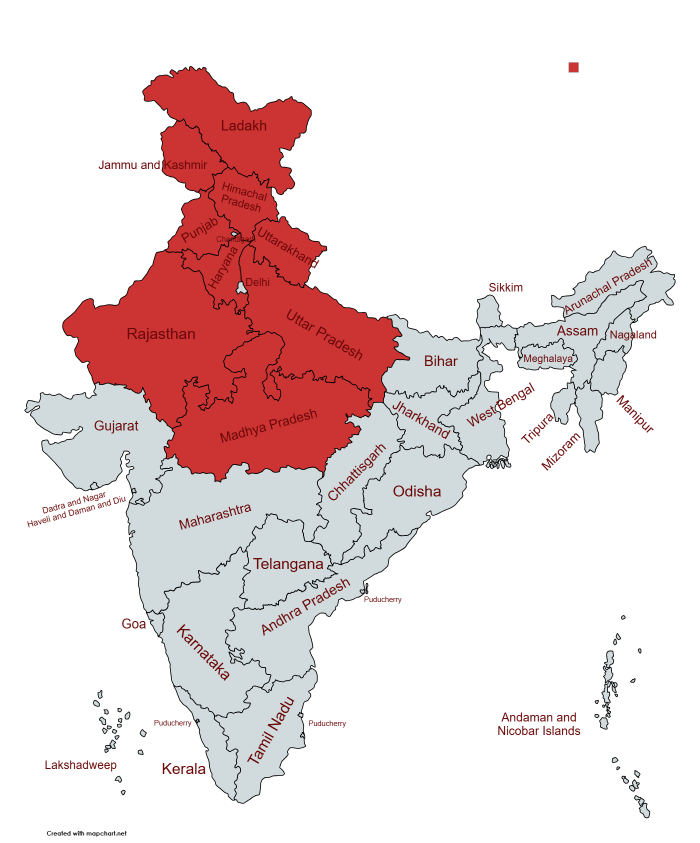 Ladakh
Jammu and Kashmir
Himachal
Pradesh
Punjab
Chandigarh
Uttarakhand
Haryana
Delhi
Rajasthan
Uttar Pradesh
Sikkim
Arunachal Pradesh
Assam
Nagaland
Meghalaya
Bihar
Manipur
Tripura
Mizoram
West Bengal
Jharkhand
Gujarat
Madhya Pradesh
Chhattisgarh
Odisha
Dadra and Nagar
Haveli and Daman and Diu
Maharashtra
Telangana
Andhra Pradesh
Puducherry
Goa
Karnataka
Puducherry
Puducherry
Tamil Nadu
Andaman and
Nicobar Islands
Lakshadweep
Kerala
Created with mapchart.net